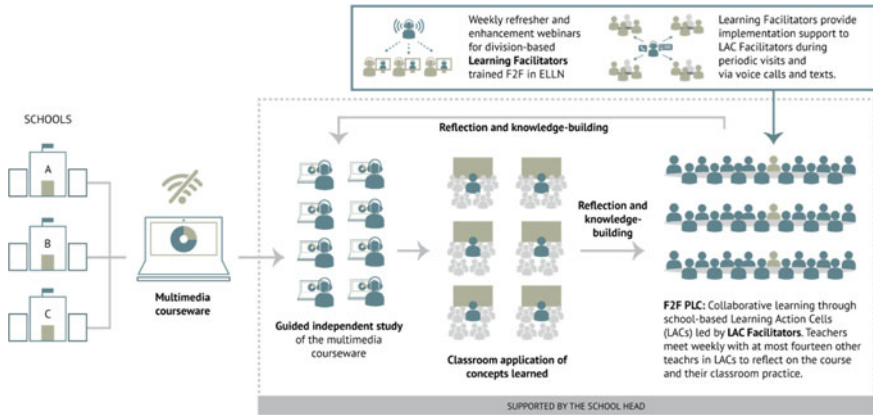 Weekly refresher and
enhancement webinars
for division-based
Learning Facilitators
trained F2F in ELLN
Learning Facilitators provide
implementation support to
LAC Facilitators during
periodic visits and
via voice calls and texts.
SCHOOLS
A
B
C
Multimedia
courseware
Reflection and knowledge-building
Guided independent study
of the multimedia
courseware
Classroom application of
concepts learned
Reflection and
knowledge-
building
F2F PLC: Collaborative learning through
school-based Learning Action Cells
(LACs) led by LAC Facilitators. Teachers
meet weekly with at most fourteen other
teachrs in LACs to reflect on the course
and their classroom practice.
SUPPORTED BY THE SCHOOL HEAD